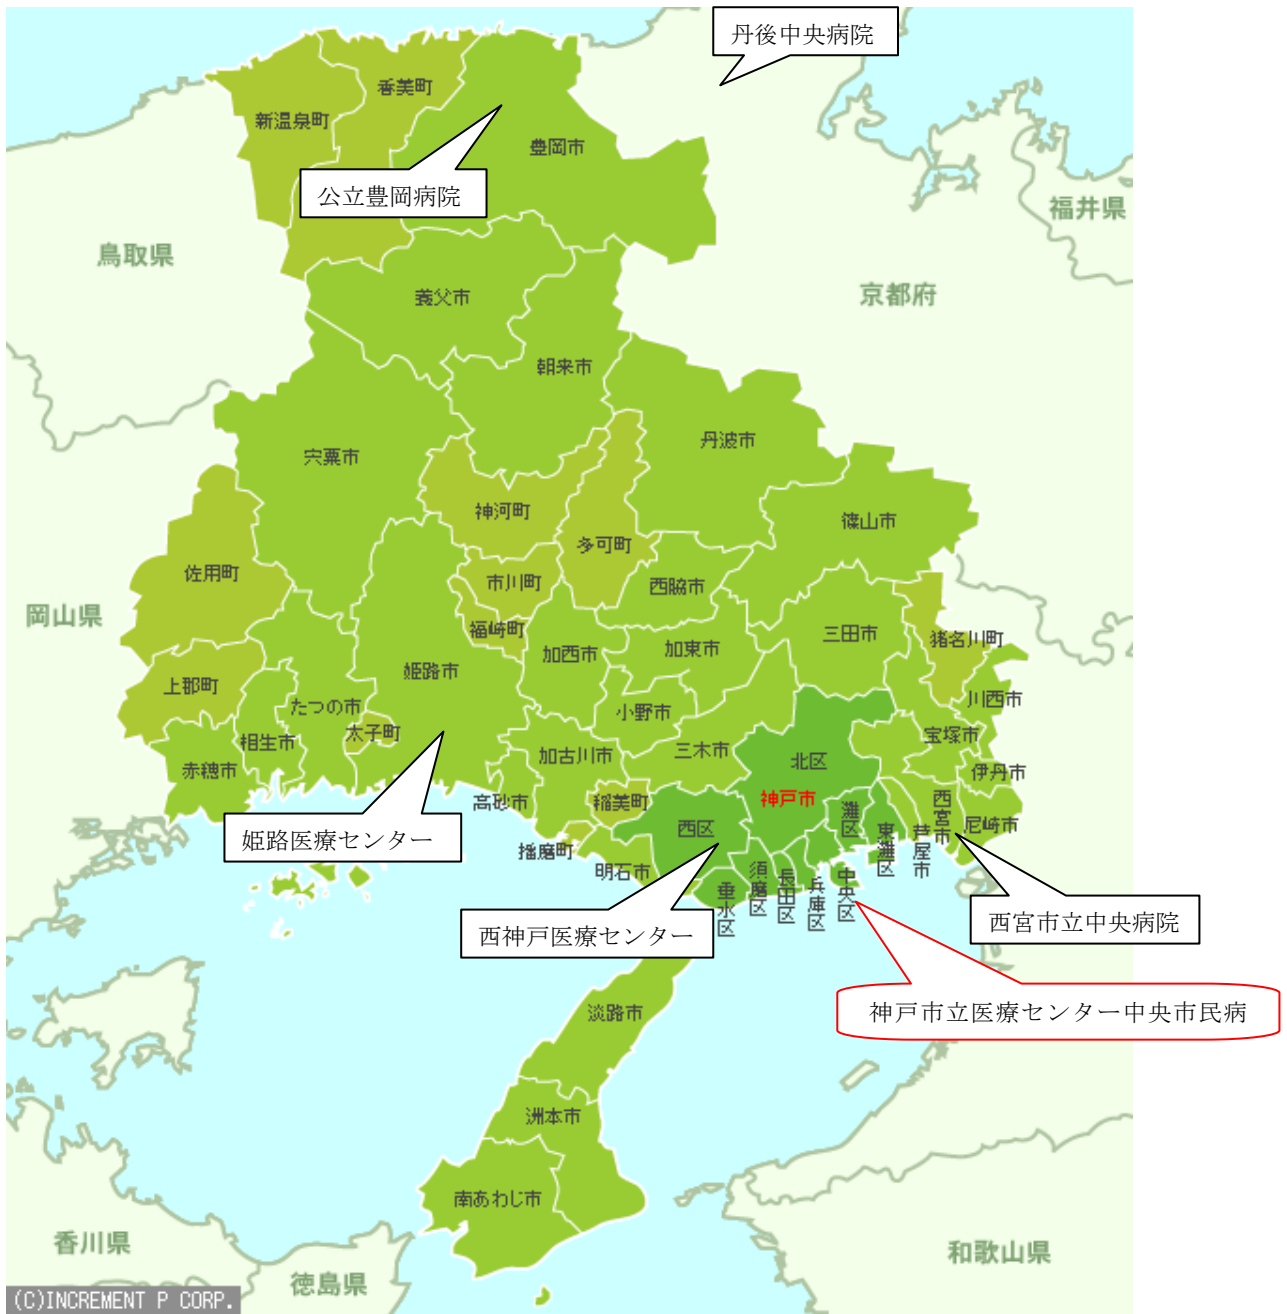 丹後中央病院
香美町
新温泉町
豊岡市
公立豊岡病院
福井県
鳥取県
京都府
養父市
朝来市
丹波市
宍粟市
神河町
篠山市
多可町
佐用町
市川町
西脇市
岡山県
福崎町
三田市
猪名川町
加西市
加東市
姫路市
上郡町
川西市
たつの市
小野市
太子町
相生市
宝塚市
加古川市
三木市
北区
赤穂市
伊丹市
神戸市
高砂市
稲美町
西宮市
灘区
尼崎市
西区
東灘区
芦屋市
姫路医療センター
播磨町
明石市
須磨区
長田区
兵庫区
中央区
垂水区
西神戸医療センター
西宮市立中央病院
神戸市立医療センター中央市民病
淡路市
洲本市
南あわじ市
香川県
徳島県
和歌山県
(C)INCREMENT P CORP.